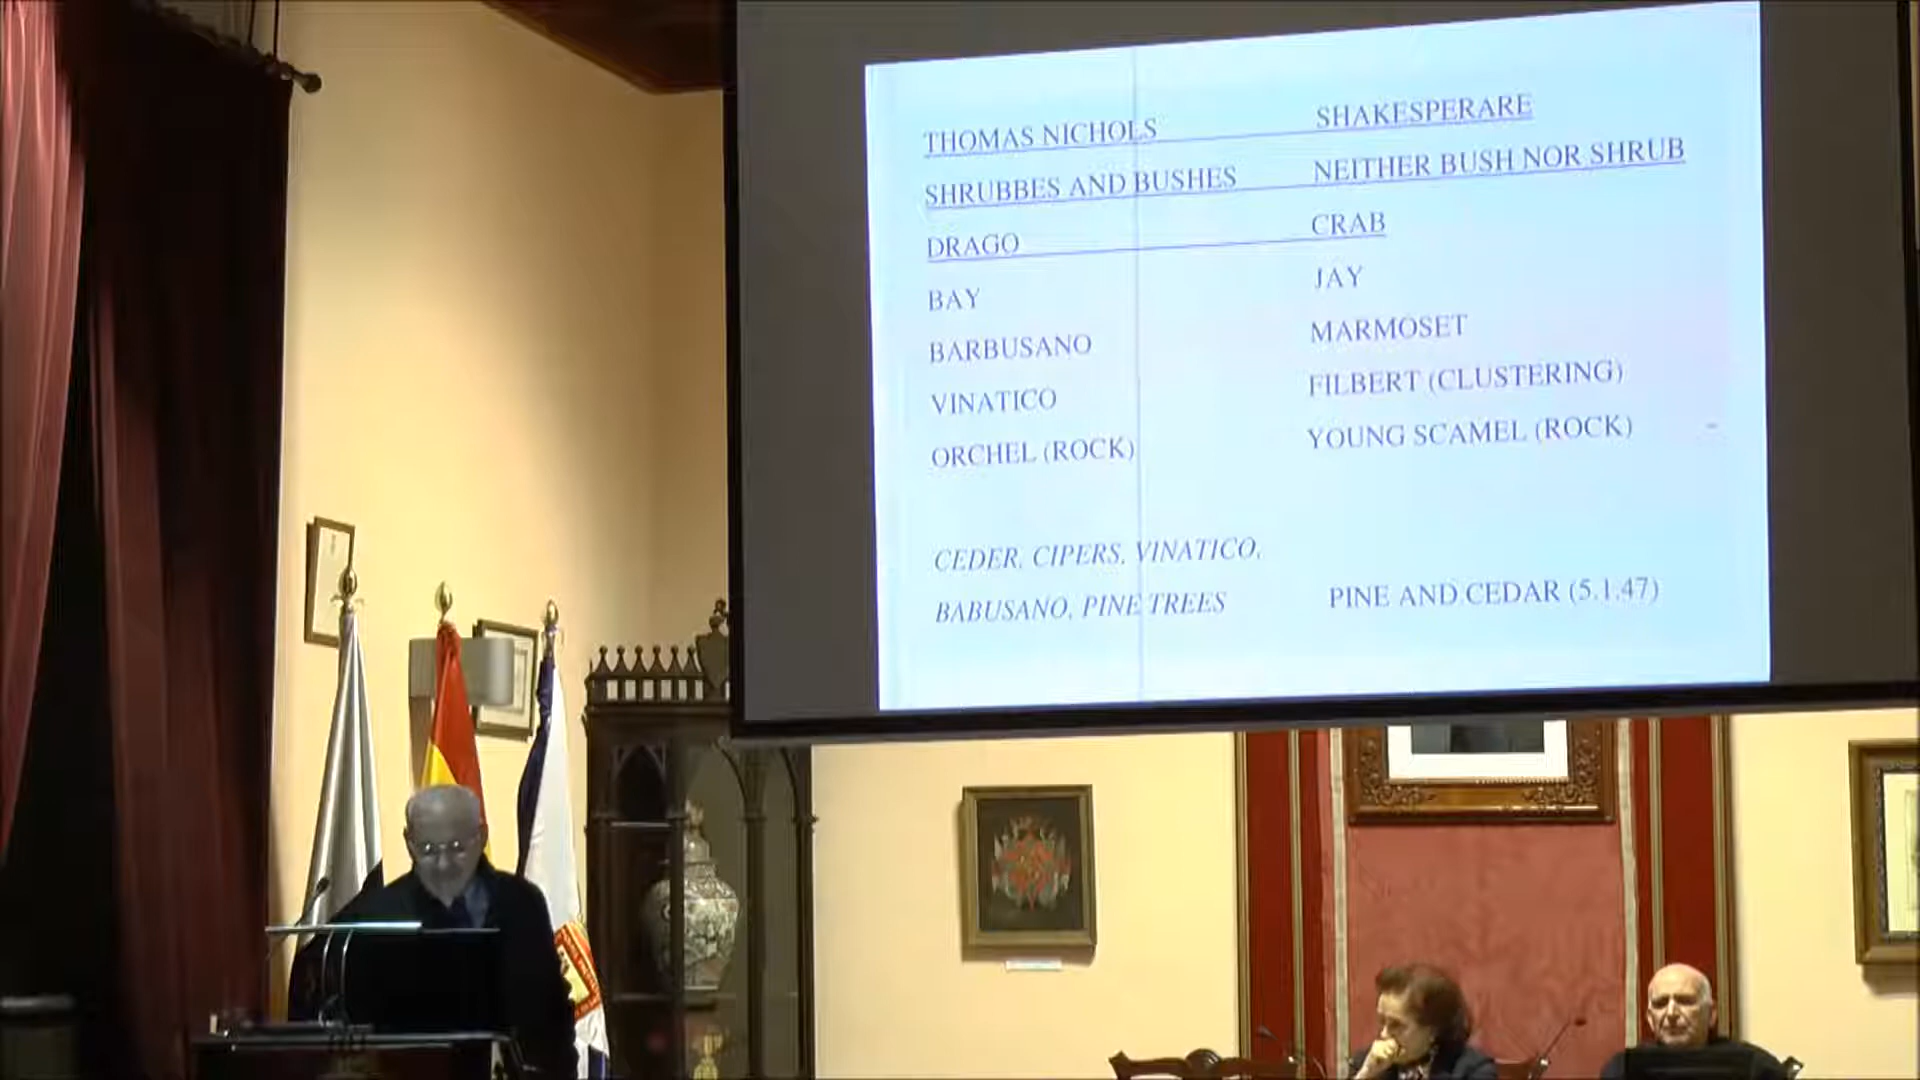 THOMAS NICHOLS SHAKESPERARE
SHRUBBES AND BUSHES NEITHER BUSH NOR SHRUB
DRAGO CRAB
BAY JAY
BARBUSANO MARMOSET
VINATICO FILBERT (CLUSTERING)
ORCHEL (ROCK) YOUNG SCAMEL (ROCK)
CEDER, CIPERS, VINATICO,
BABUSANO, PINE TREES PINE AND CEDAR (5.1.47)